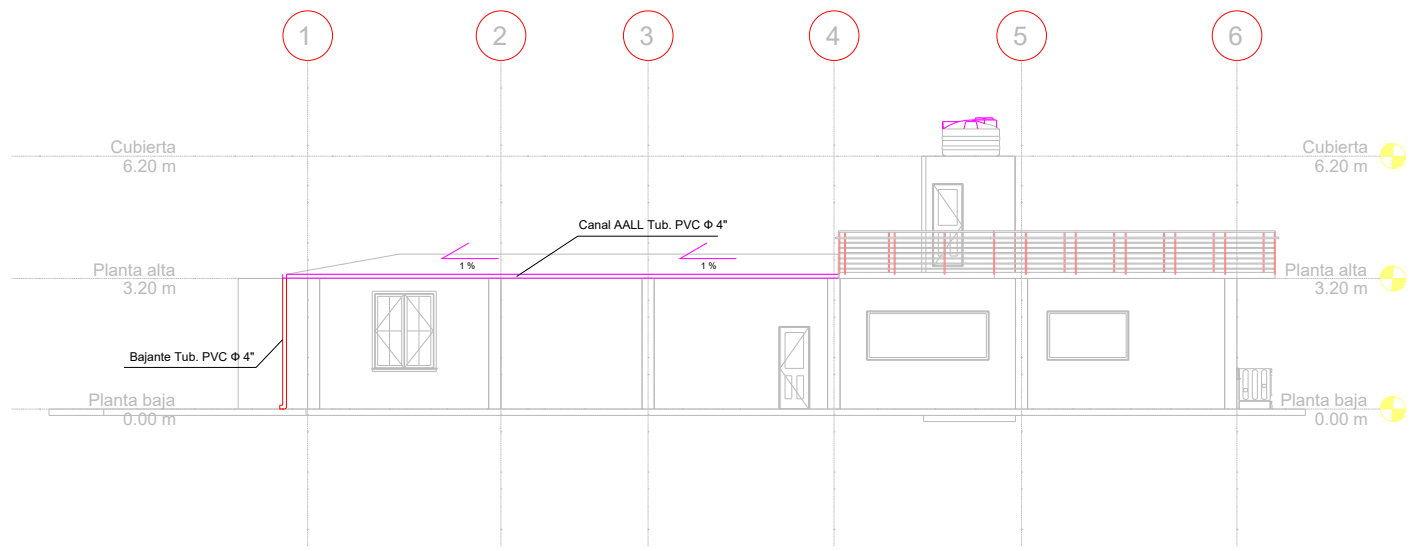 1 2 3 4 5 6
Cubierta
6.20 m
Cubierta
6.20 m
Canal AALL Tub. PVC Φ 4"
1 %
1 %
Planta alta
3.20 m
Planta alta
3.20 m
Bajante Tub. PVC Φ 4"
Planta baja
0.00 m
Planta baja
0.00 m